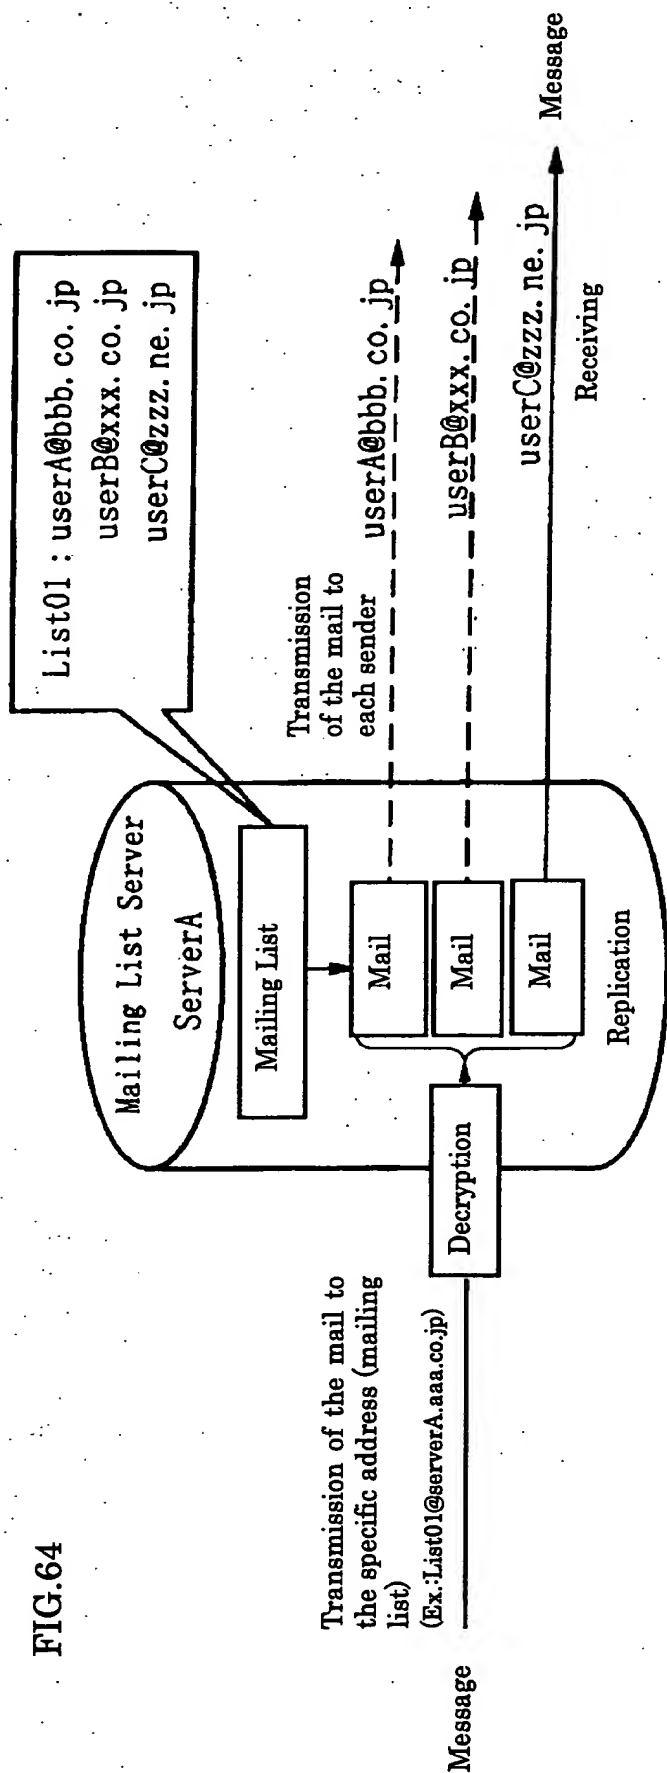 FIG.64
Message
Transmission of the mail to
the specific address (mailing
list)
(Ex.:List01@serverA.aaa.co.jp)
Decryption
Mailing List Server
ServerA
Mailing List
Mail
Mail
Mail
Replication
List01 : userA@bbb. co. jp
userB@xxx. co. jp
userC@zzz. ne. jp
Transmission
of the mail to
each sender
userA@bbb. co. jp
userB@xxx. co. jp
userC@zzz. ne. jp
Receiving
Message